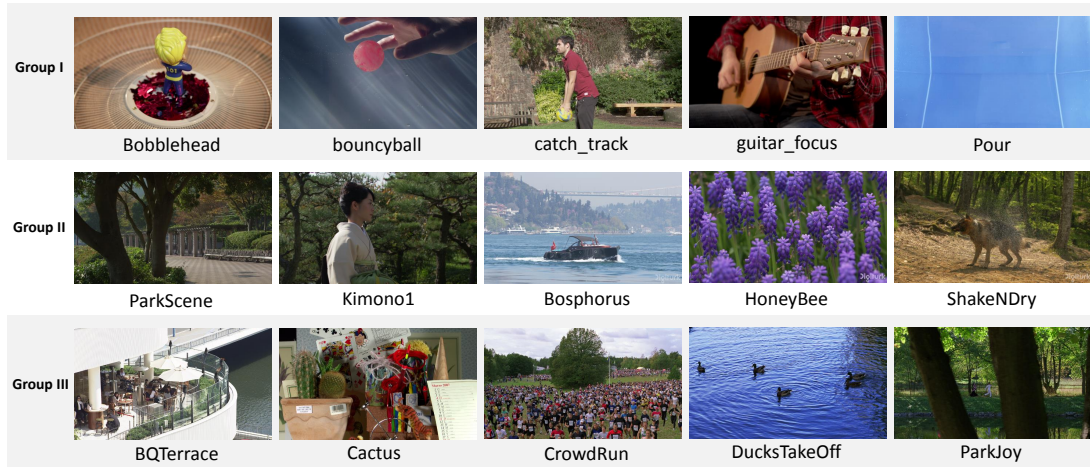 Group I
Bobblehead
bouncyball
catch_track
guitar_focus
Pour
Group II
ParkScene
Kimono1
Bosphorus
HoneyBee
ShakeNDry
Group III
BQTerrace
Cactus
CrowdRun
DucksTakeOff
ParkJoy